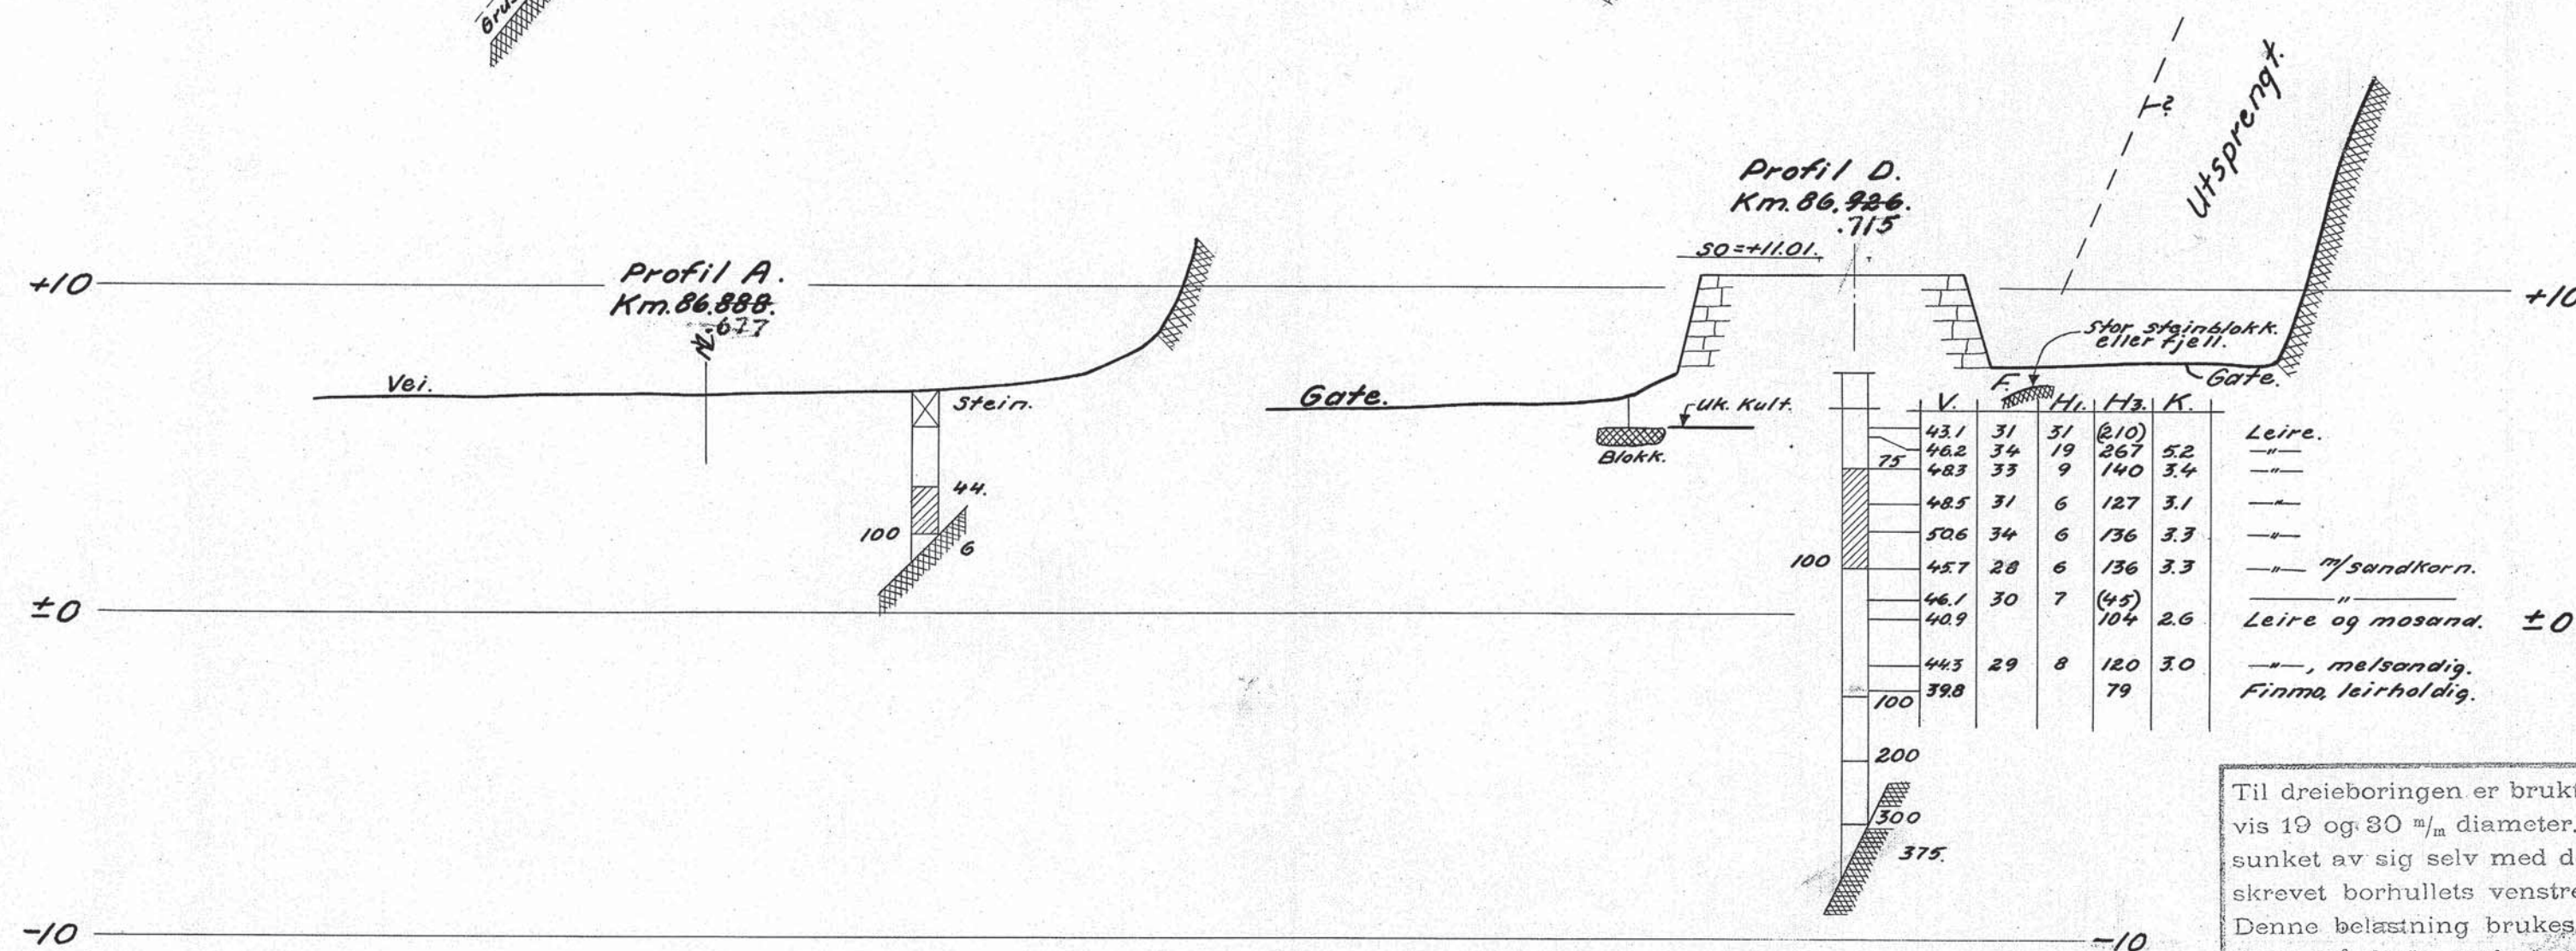 Profil D.
Km. 86.926.
.715
SO=+11.01.
Utsprengt.
?
+10
Profil A.
Km. 86.888.
-677
+10
Stor steinblokk.
eller fjell.
Gate.
Vei.
Stein.
44.
100
6
Gate.
Uk. Kult.
Blokk.
V. F. H1. H3. K.
43.1 31 31 (210) Leire.
46.2 34 19 267 5.2 —"—
75
48.3 33 9 140 3.4 —"—
48.5 31 6 127 3.1 —"—
50.6 34 6 136 3.3 —"—
100
45.7 28 6 136 3.3 —"— m/sandkorn.
46.1 30 7 (45) —"—
±0
40.9 104 2.6 Leire og mosand.
±0
44.3 29 8 120 3.0 —"—, melsandig.
39.8 79 Finmo, leirholdig.
100
200
300
375.
-10
-10
Til dreieboringen er brukt
vis 19 og 30 m/m diameter.
sunket av sig selv med d
skrevet borhullets venstre
Denne belastning brukes